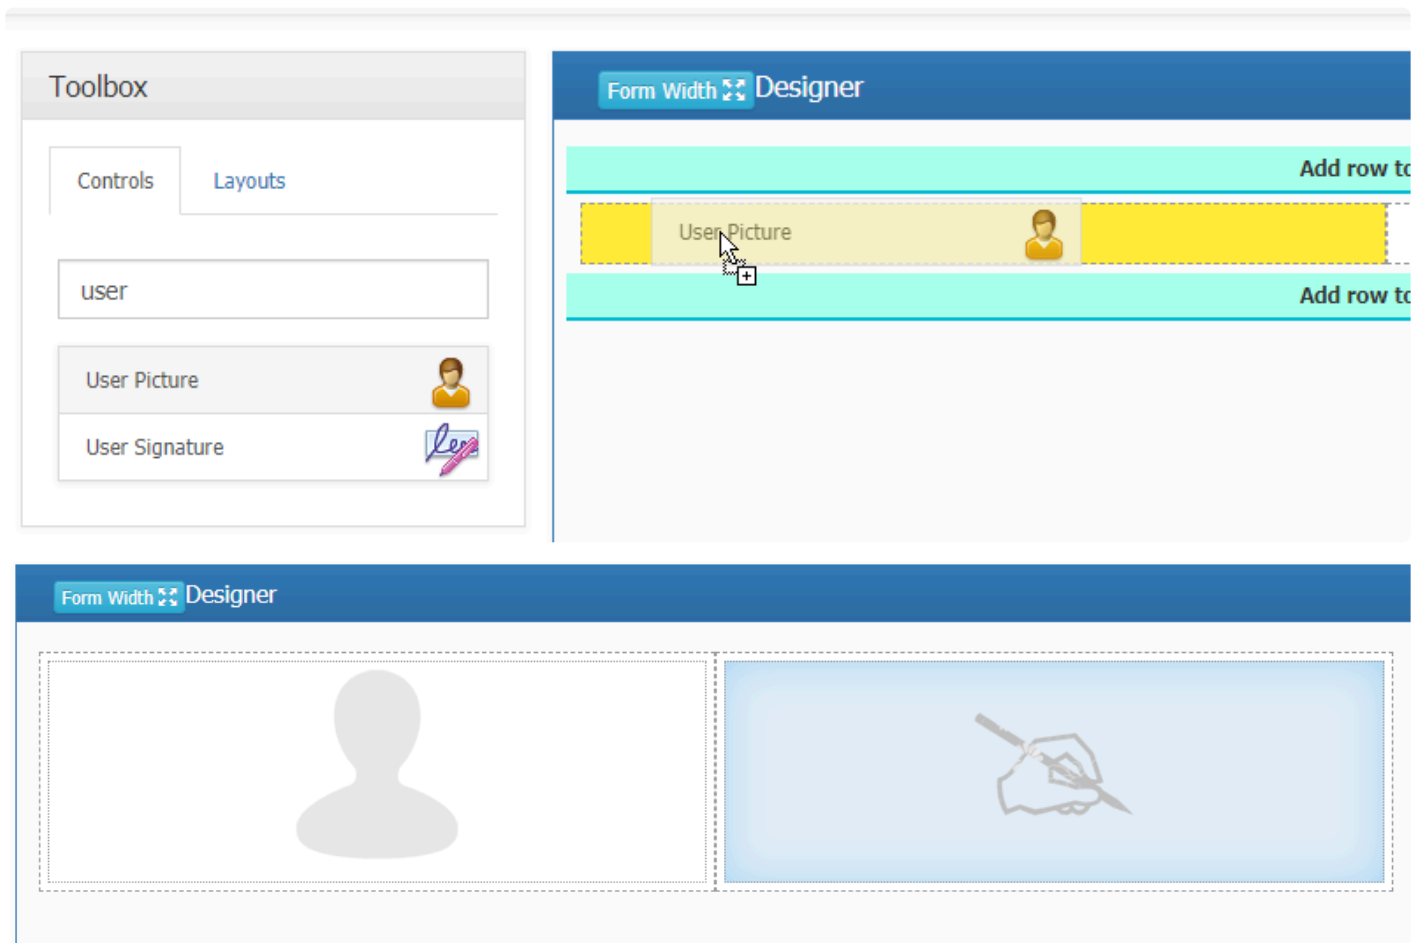 Toolbox
Controls
Layouts
user
User Picture
User Signature
Form Width
Designer
Add row to
User Picture
Add row to
Form Width
Designer